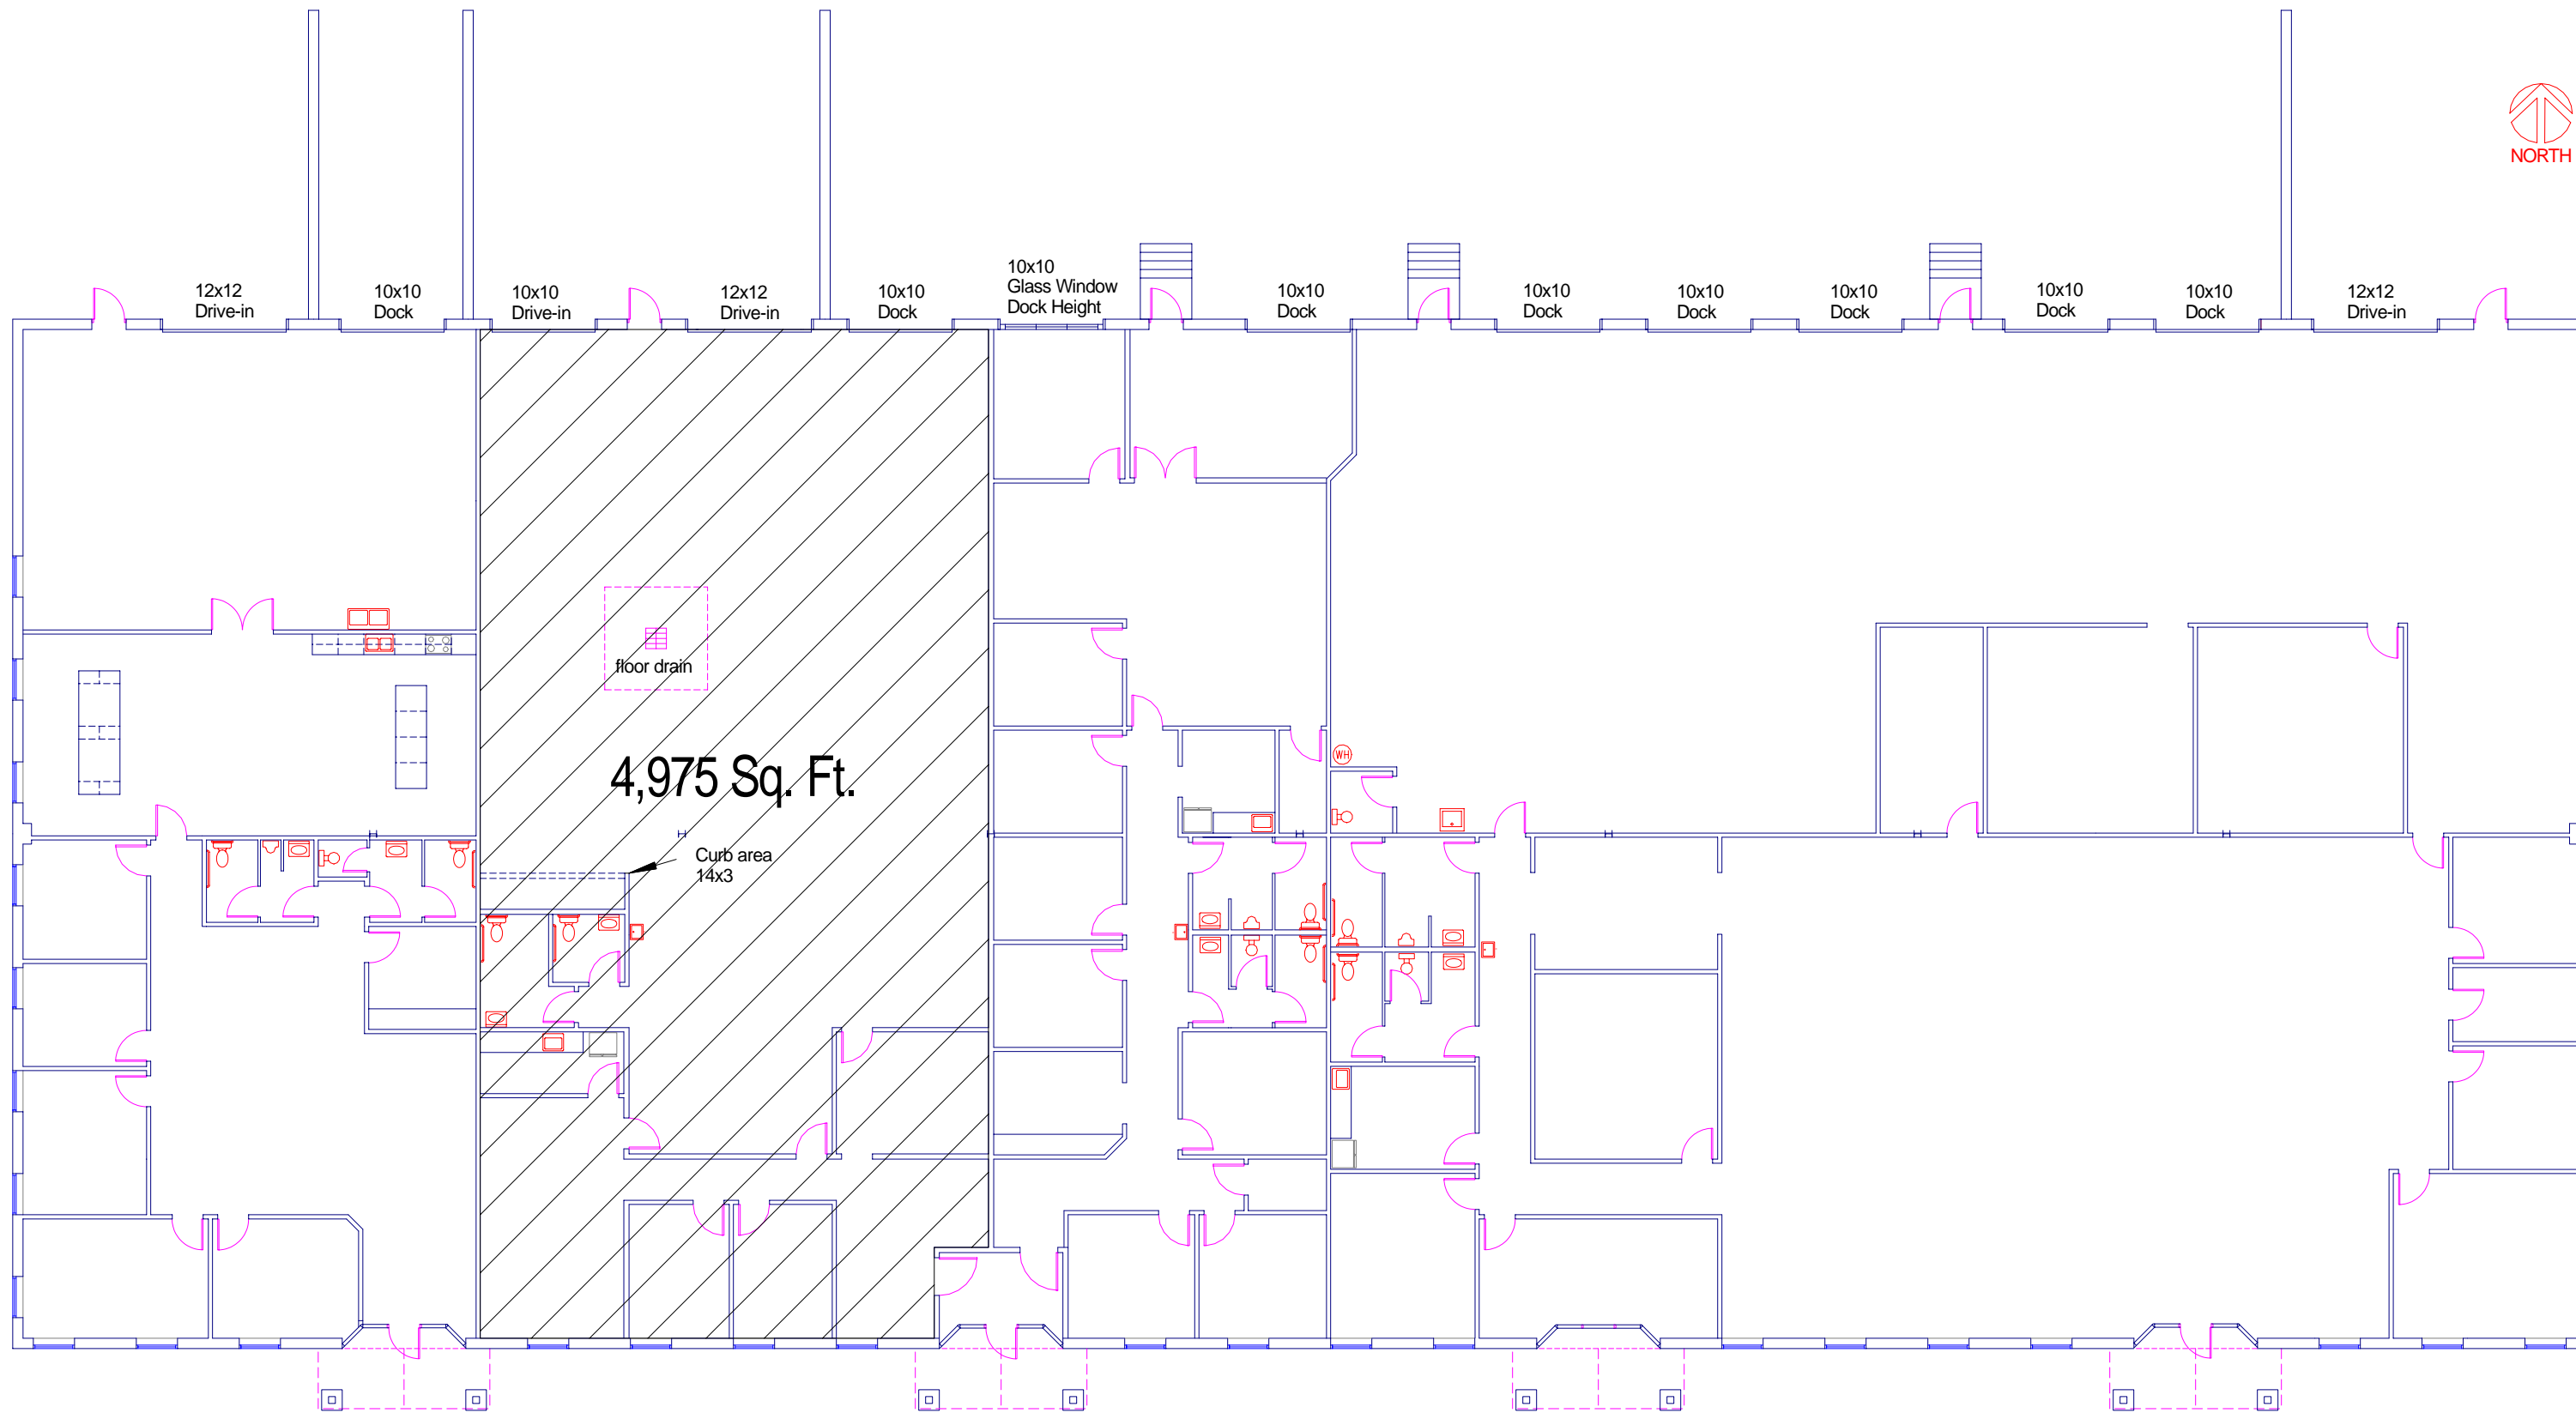 NORTH
12x12
Drive-in
10x10
Dock
10x10
Drive-in
12x12
Drive-in
10x10
Dock
10x10
Glass Window
Dock Height
10x10
Dock
10x10
Dock
10x10
Dock
10x10
Dock
10x10
Dock
10x10
Dock
12x12
Drive-in
floor drain
4,975 Sq. Ft.
WH
Curb area
14x3